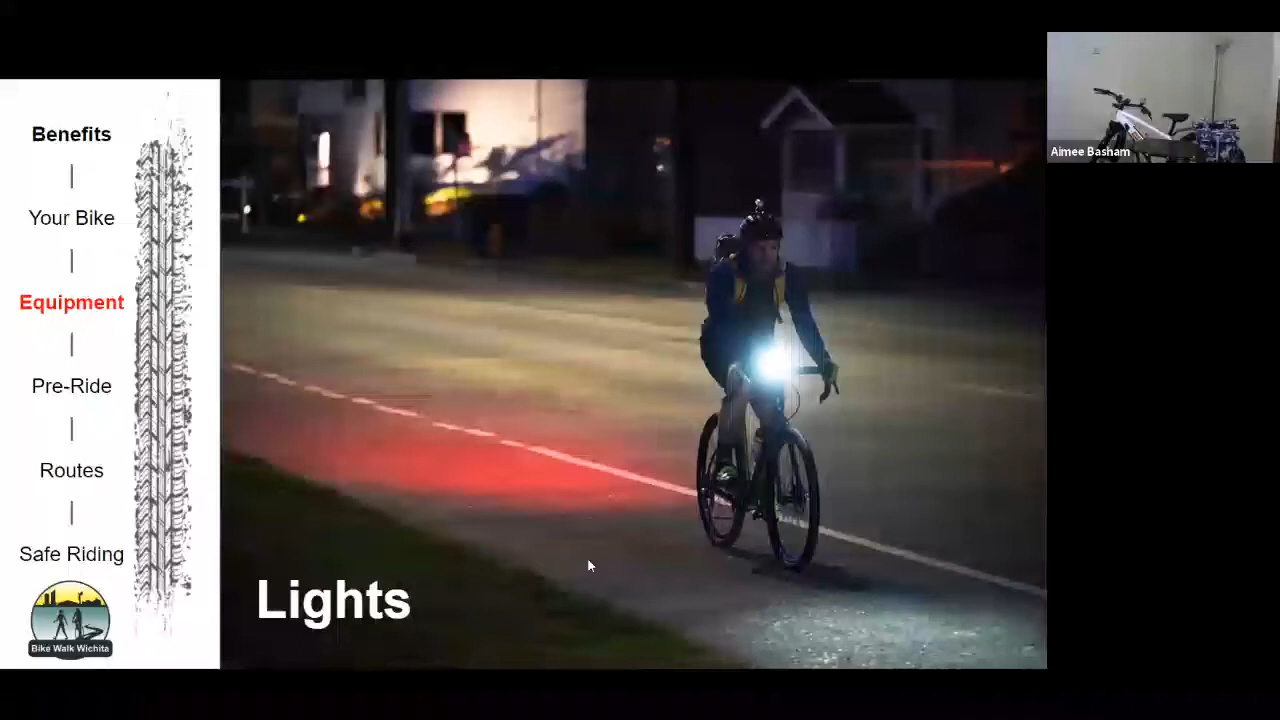 Benefits
Your Bike
Equipment
Pre-Ride
Routes
Safe Riding
Bike Walk Wichita
Lights
Aimee Basham